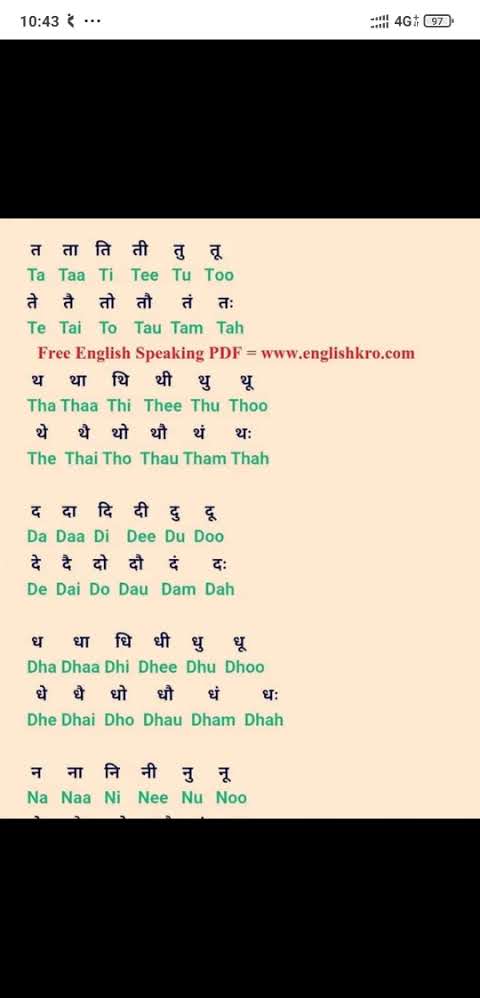 10:43 ••• 4G 97
त ता ति ती तु तू
Ta Taa Ti Tee Tu Too
ते तै तो तौ तं तः
Te Tai To Tau Tam Tah
Free English Speaking PDF = www.englishkro.com
थ था थि थी थु थू
Tha Thaa Thi Thee Thu Thoo
थे थै थो थौ थं थः
The Thai Tho Thau Tham Thah
द दा दि दी दु दू
Da Daa Di Dee Du Doo
दे दै दो दौ दं दः
De Dai Do Dau Dam Dah
ध धा धि धी धु धू
Dha Dhaa Dhi Dhee Dhu Dhoo
धे धै धो धौ धं धः
Dhe Dhai Dho Dhau Dham Dhah
न ना नि नी नु नू
Na Naa Ni Nee Nu Noo